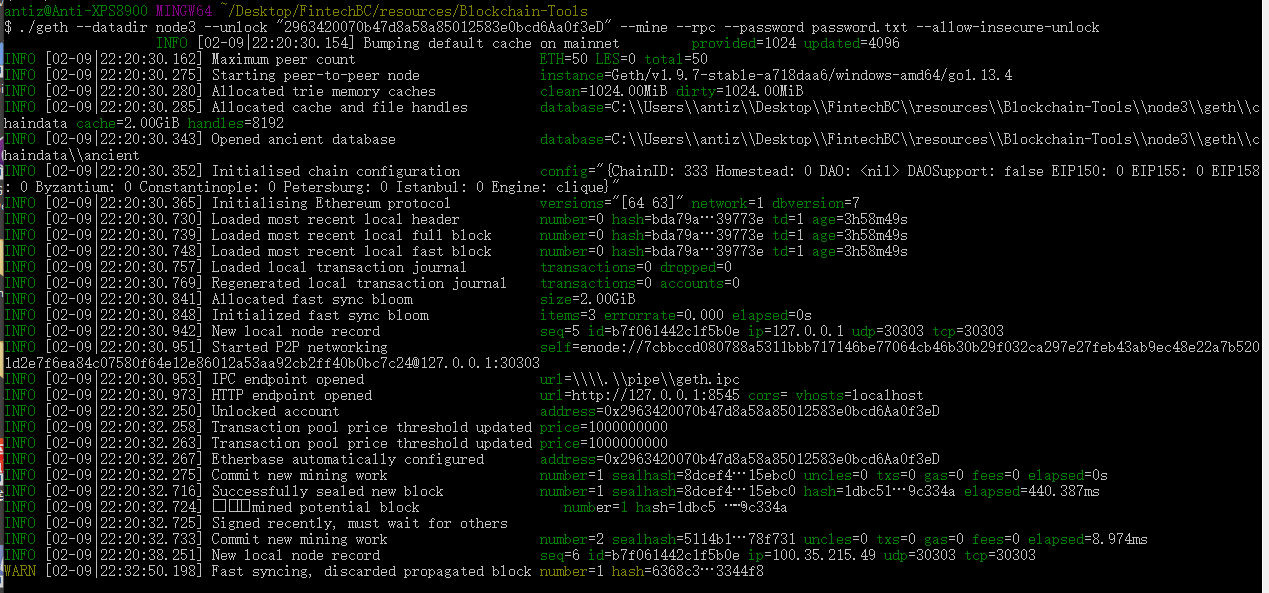 antiz@Anti-XPS8900 MINGW64 ~/Desktop/FintechBC/resources/Blockchain-Tools
$ ./geth --datadir node3 --unlock "2963420070b47d8a58a85012583e0bcd6Aa0f3eD" --mine --rpc --password password.txt --allow-insecure-unlock
INFO [02-09|22:20:30.154] Bumping default cache on mainnet provided=1024 updated=4096
INFO [02-09|22:20:30.162] Maximum peer count ETH=50 LES=0 total=50
INFO [02-09|22:20:30.275] Starting peer-to-peer node instance=Geth/v1.9.7-stable-a718daa6/windows-amd64/go1.13.4
INFO [02-09|22:20:30.280] Allocated trie memory caches clean=1024.00MiB dirty=1024.00MiB
INFO [02-09|22:20:30.285] Allocated cache and file handles database=C:\\Users\\antiz\\Desktop\\FintechBC\\resources\\Blockchain-Tools\\node3\\geth\\c
haindata cache=2.00GiB handles=8192
INFO [02-09|22:20:30.343] Opened ancient database database=C:\\Users\\antiz\\Desktop\\FintechBC\\resources\\Blockchain-Tools\\node3\\geth\\c
haindata\\ancient
INFO [02-09|22:20:30.352] Initialised chain configuration config="{ChainID: 333 Homestead: 0 DAO: <nil> DAOSupport: false EIP150: 0 EIP155: 0 EIP158
: 0 Byzantium: 0 Constantinople: 0 Petersburg: 0 Istanbul: 0 Engine: clique}"
INFO [02-09|22:20:30.365] Initialising Ethereum protocol versions="[64 63]" network=1 dbversion=7
INFO [02-09|22:20:30.730] Loaded most recent local header number=0 hash=bda79a…39773e td=1 age=3h58m49s
INFO [02-09|22:20:30.739] Loaded most recent local full block number=0 hash=bda79a…39773e td=1 age=3h58m49s
INFO [02-09|22:20:30.748] Loaded most recent local fast block number=0 hash=bda79a…39773e td=1 age=3h58m49s
INFO [02-09|22:20:30.757] Loaded local transaction journal transactions=0 dropped=0
INFO [02-09|22:20:30.769] Regenerated local transaction journal transactions=0 accounts=0
INFO [02-09|22:20:30.841] Allocated fast sync bloom size=2.00GiB
INFO [02-09|22:20:30.848] Initialized fast sync bloom items=3 errorrate=0.000 elapsed=0s
INFO [02-09|22:20:30.942] New local node record seq=5 id=b7f061442c1f5b0e ip=127.0.0.1 udp=30303 tcp=30303
INFO [02-09|22:20:30.951] Started P2P networking self=enode://7cbbccd080788a5311bbb717146be77064cb46b30b29f032ca297e27feb43ab9ec48e22a7b520
1d2e7f6ea84c07580f64e12e86012a53aa92cb2ff40b0bc7c24@127.0.0.1:30303
INFO [02-09|22:20:30.953] IPC endpoint opened url=\\\\.\\pipe\\geth.ipc
INFO [02-09|22:20:30.973] HTTP endpoint opened url=http://127.0.0.1:8545 cors= vhosts=localhost
INFO [02-09|22:20:32.250] Unlocked account address=0x2963420070b47d8a58a85012583e0bcd6Aa0f3eD
INFO [02-09|22:20:32.258] Transaction pool price threshold updated price=1000000000
INFO [02-09|22:20:32.263] Transaction pool price threshold updated price=1000000000
INFO [02-09|22:20:32.267] Etherbase automatically configured address=0x2963420070b47d8a58a85012583e0bcd6Aa0f3eD
INFO [02-09|22:20:32.275] Commit new mining work number=1 sealhash=8dcef4…15ebc0 uncles=0 txs=0 gas=0 fees=0 elapsed=0s
INFO [02-09|22:20:32.716] Successfully sealed new block number=1 sealhash=8dcef4…15ebc0 hash=1dbc51…9c334a elapsed=440.387ms
INFO [02-09|22:20:32.724] mined potential block number=1 hash=1dbc5 …9c334a
INFO [02-09|22:20:32.725] Signed recently, must wait for others
INFO [02-09|22:20:32.733] Commit new mining work number=2 sealhash=5114b1…78f731 uncles=0 txs=0 gas=0 fees=0 elapsed=8.974ms
INFO [02-09|22:20:38.251] New local node record seq=6 id=b7f061442c1f5b0e ip=100.35.215.49 udp=30303 tcp=30303
WARN [02-09|22:32:50.198] Fast syncing, discarded propagated block number=1 hash=6368c3…3344f8